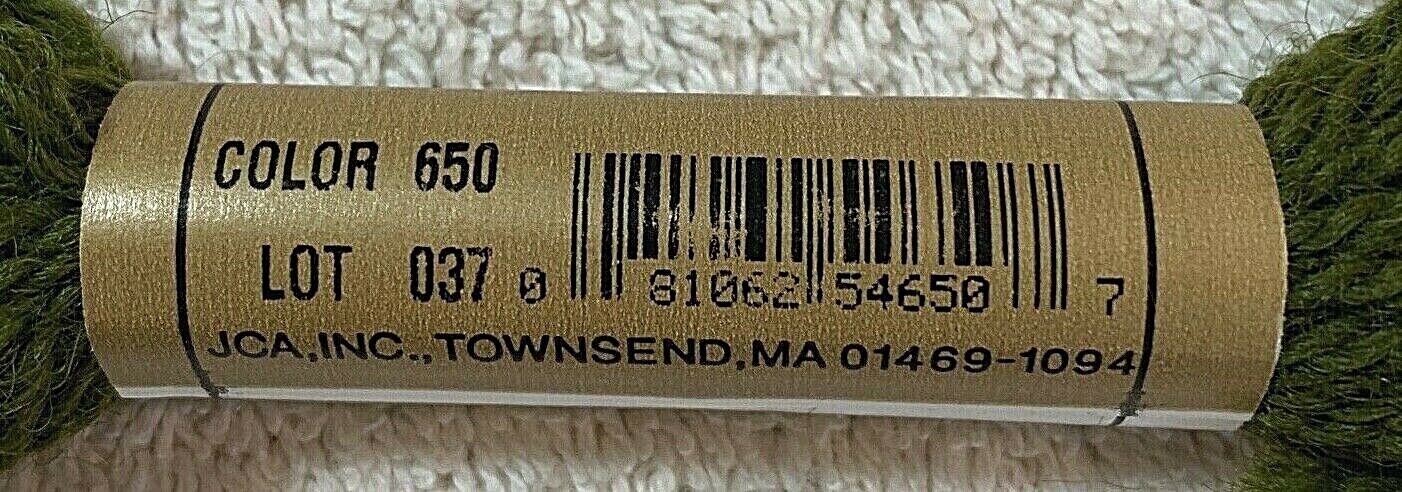 COLOR 650
LOT 037
0 81062 54650 7
JCA, INC., TOWNSEND, MA 01469-1094